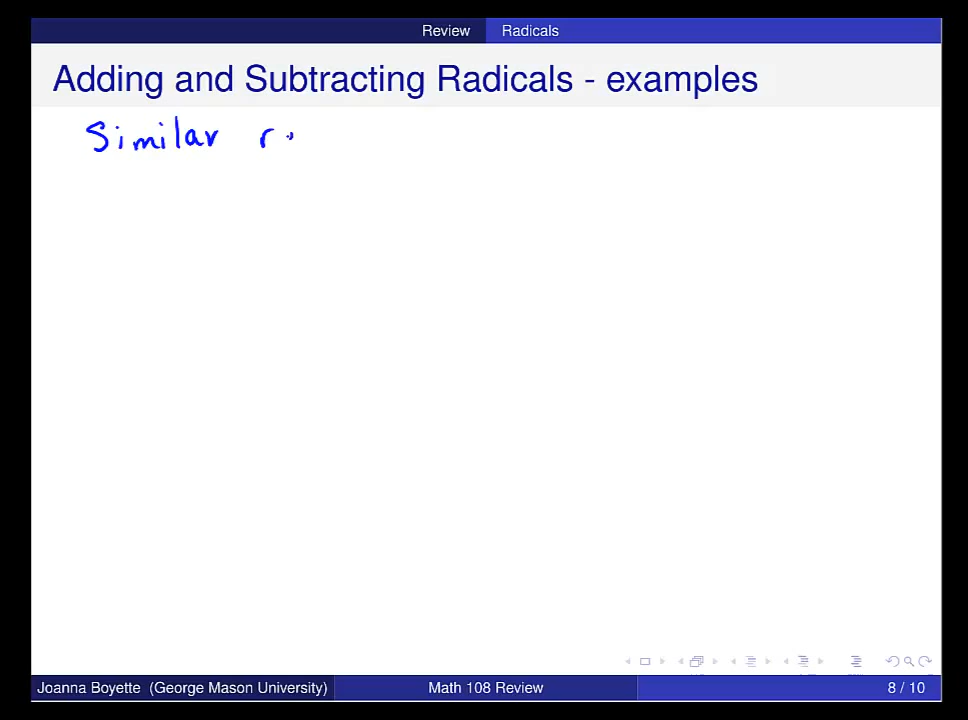 Review Radicals
Adding and Subtracting Radicals - examples
Similar r
Joanna Boyette (George Mason University) Math 108 Review 8 / 10